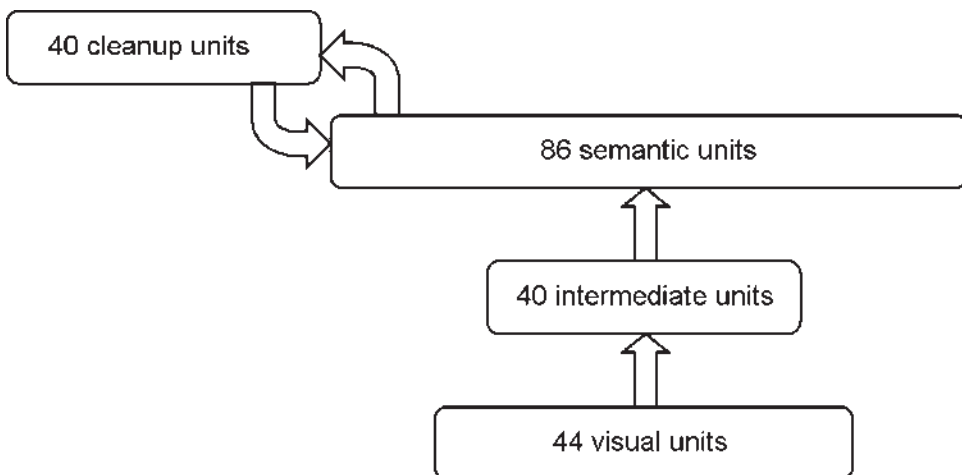 40 cleanup units
86 semantic units
40 intermediate units
44 visual units